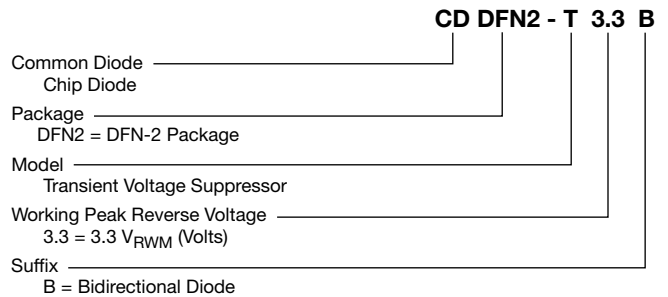 CD DFN2 - T 3.3 B
Common Diode
Chip Diode
Package
DFN2 = DFN-2 Package
Model
Transient Voltage Suppressor
Working Peak Reverse Voltage
3.3 = 3.3 VRWM (Volts)
Suffix
B = Bidirectional Diode